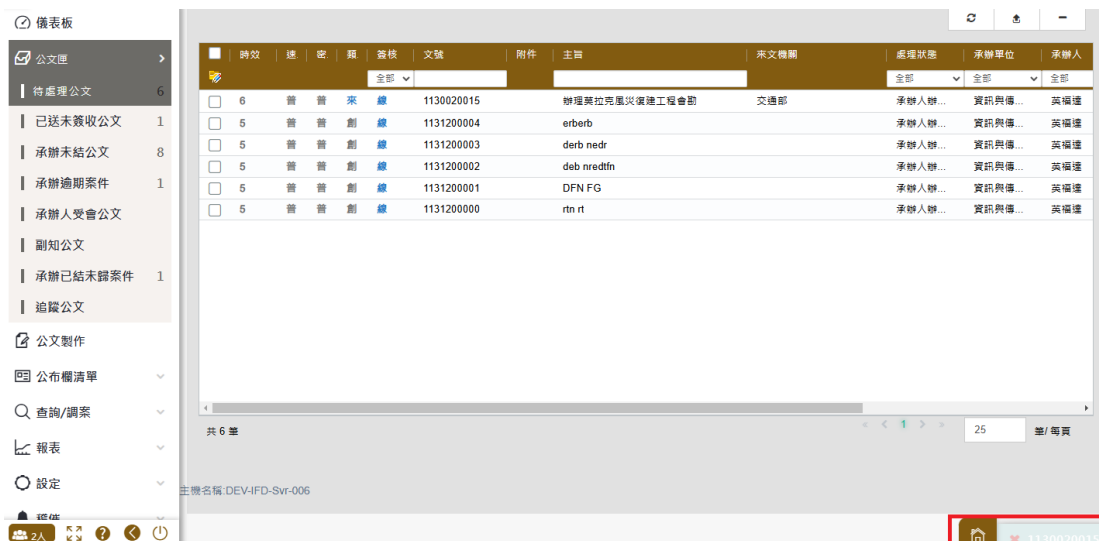 儀表板
公文匣
待處理公文 6
已送未簽收公文 1
承辦未結公文 8
承辦逾期案件 1
承辦人受會公文
副知公文
承辦已結未歸案件 1
追蹤公文
公文製作
公布欄清單
查詢/調案
報表
設定
稽催
2人
時效 速 密 類 簽核 文號 附件 主旨 來文機關 處理狀態 承辦單位 承辦人
全部 全部 全部 全部
6 普 普 來 線 1130020015 辦理莫拉克風災復建工程會勘 交通部 承辦人辦... 資訊與傳... 英福達
5 普 普 創 線 1131200004 erberb 承辦人辦... 資訊與傳... 英福達
5 普 普 創 線 1131200003 derb nedr 承辦人辦... 資訊與傳... 英福達
5 普 普 創 線 1131200002 deb nredtfn 承辦人辦... 資訊與傳... 英福達
5 普 普 創 線 1131200001 DFN FG 承辦人辦... 資訊與傳... 英福達
5 普 普 創 線 1131200000 rtn rt 承辦人辦... 資訊與傳... 英福達
共 6 筆 « < 1 > » 25 筆/ 每頁
主機名稱:DEV-IFD-Svr-006
1130020015